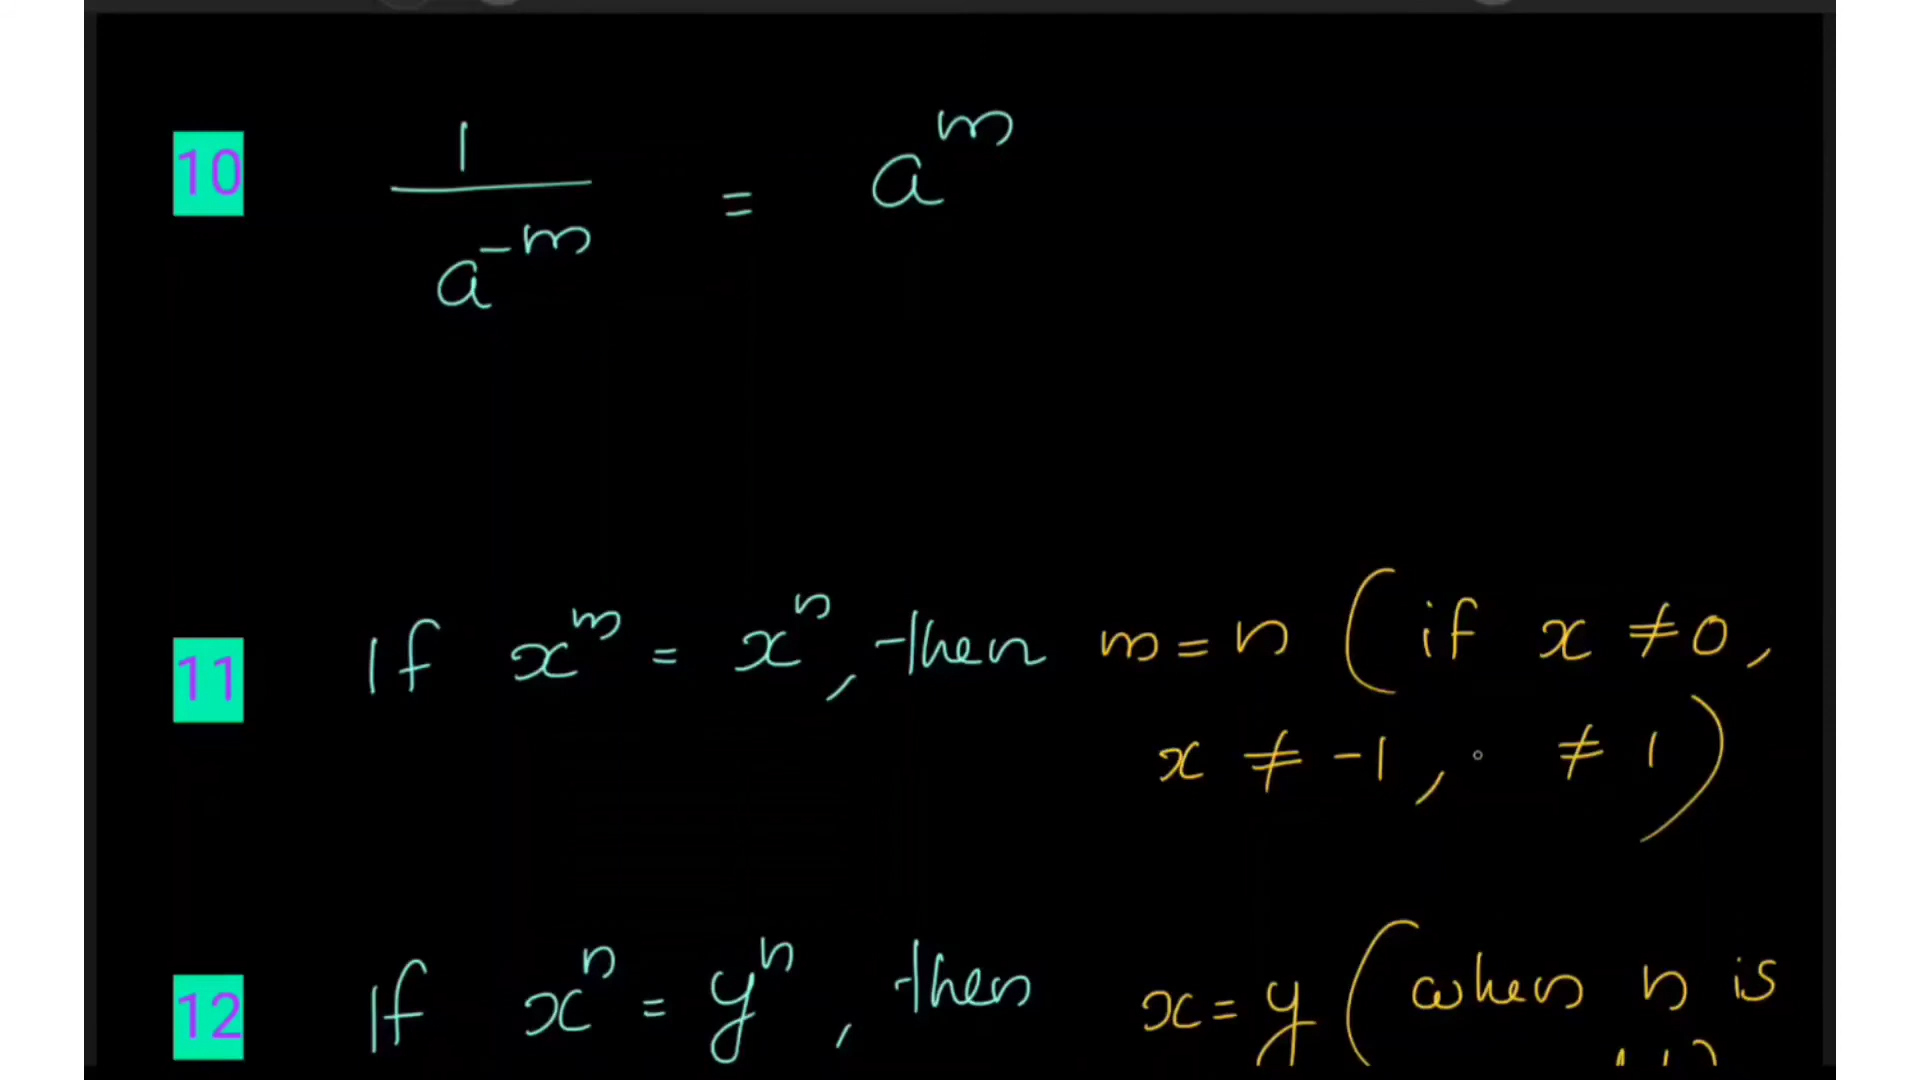 10 1/a^-m = a^m
11 If x^m = x^n, then m = n (if x ≠ 0,
x ≠ -1, ≠ 1)
12 If x^n = y^n, then x = y (when n is